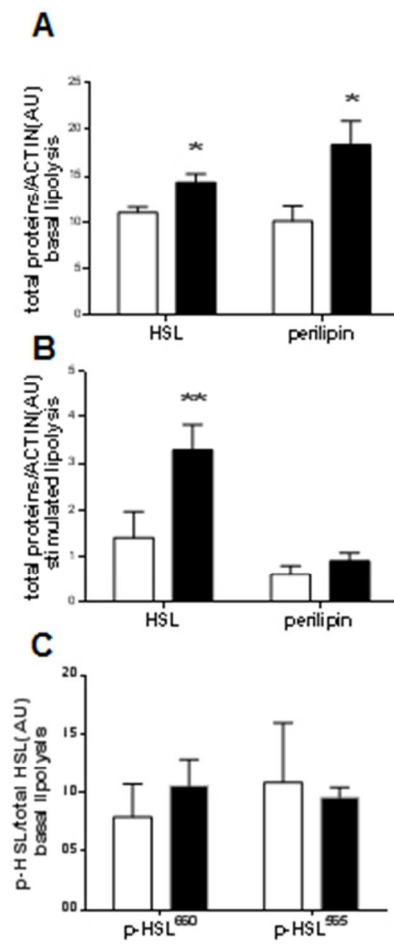 A
total proteins/ACTIN(AU)
basal lipolysis
25
20
15
10
5
0
*
*
HSL
perilipin
B
total proteins/ACTIN(AU)
stimulated lipolysis
5
4
3
2
1
0
**
HSL
perilipin
C
p-HSL/total HSL(AU)
basal lipolysis
20
15
10
05
00
p-HSL660
p-HSL565